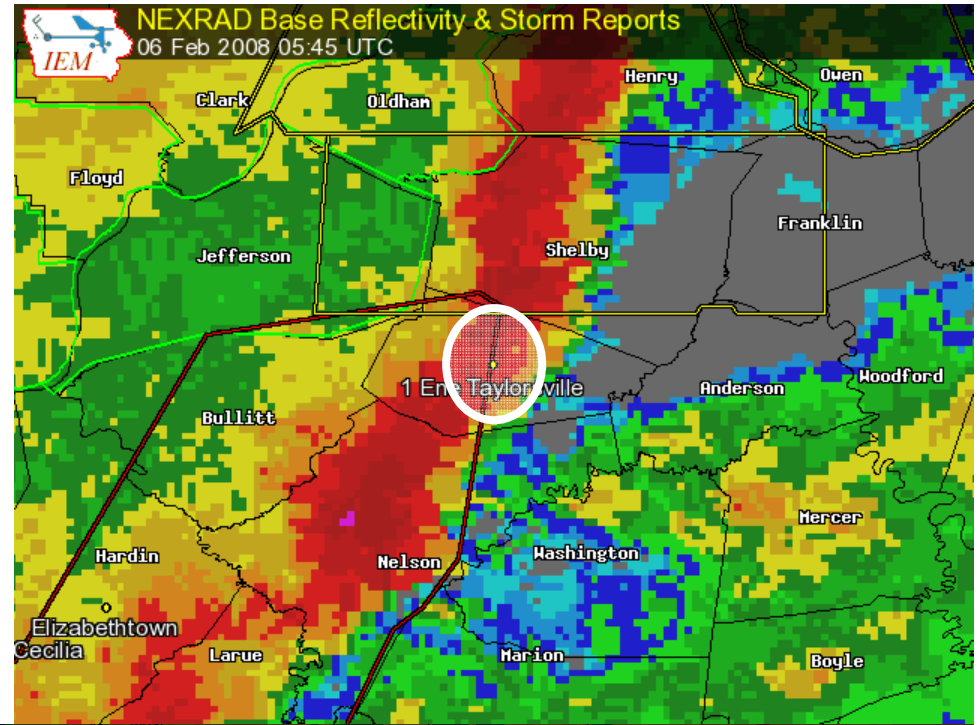 IEM
NEXRAD Base Reflectivity & Storm Reports
06 Feb 2008 05:45 UTC
Henry
Owen
Clark
Oldham
Floyd
Franklin
Shelby
Jefferson
1 Ene Taylorsville
Anderson
Woodford
Bullitt
Mercer
Washington
Hardin
Nelson
Elizabethtown
Cecilia
Larue
Marion
Boyle